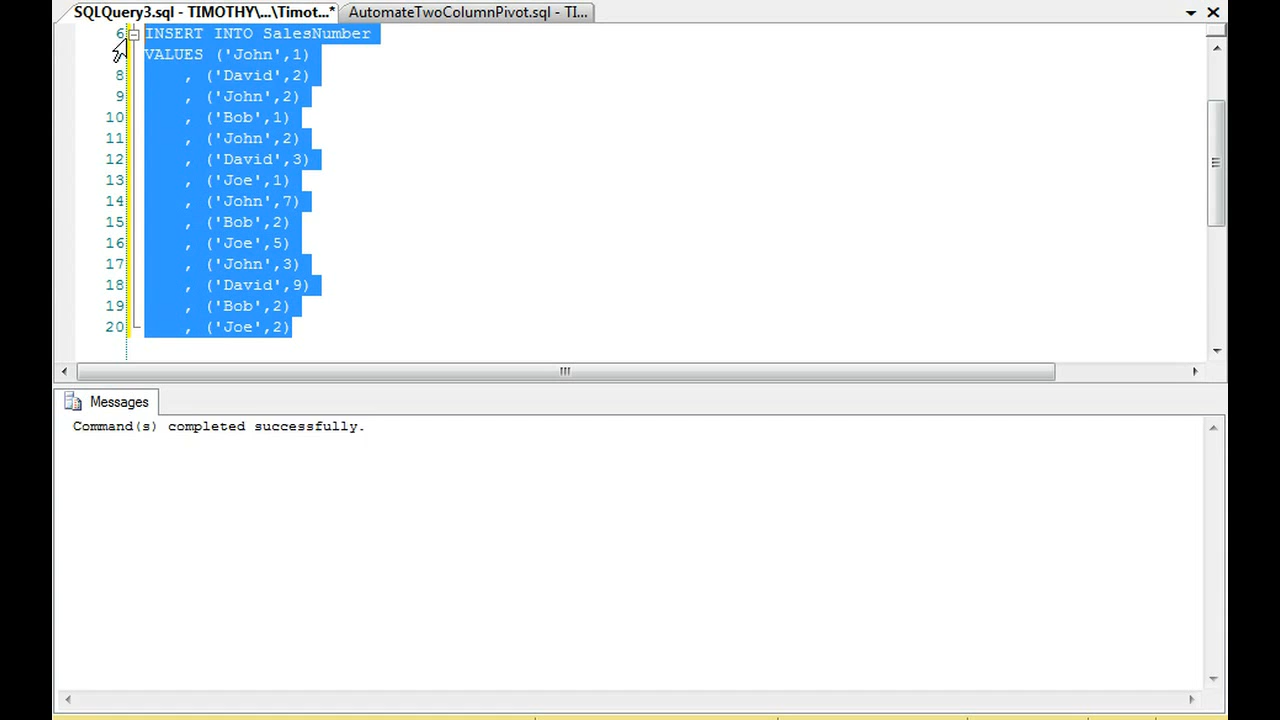 SQLQuery3.sql - TIMOTHY\...\Timot...* AutomateTwoColumnPivot.sql - TI...
6 INSERT INTO SalesNumber
VALUES ('John',1)
8 , ('David',2)
9 , ('John',2)
10 , ('Bob',1)
11 , ('John',2)
12 , ('David',3)
13 , ('Joe',1)
14 , ('John',7)
15 , ('Bob',2)
16 , ('Joe',5)
17 , ('John',3)
18 , ('David',9)
19 , ('Bob',2)
20 , ('Joe',2)
Messages
Command(s) completed successfully.